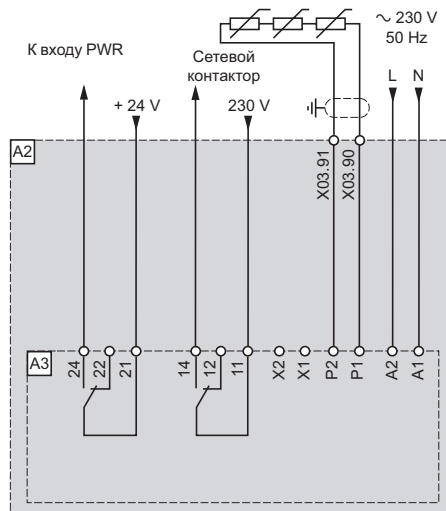 ∼ 230 V
50 Hz
К входу PWR
Сетевой
контактор
+ 24 V
230 V
L
N
A2
X03.91
X03.90
A3
24
22
21
14
12
11
X2
X1
P2
P1
A2
A1